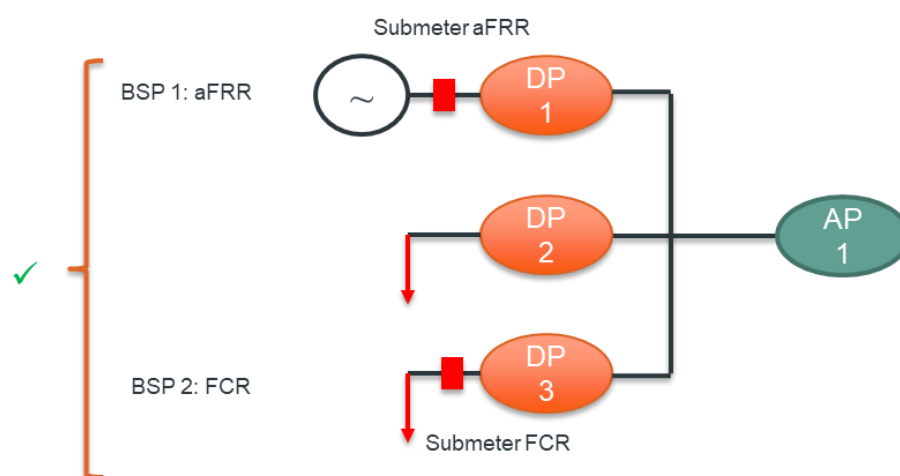 Submeter aFRR
BSP 1: aFRR
~
DP
1
DP
2
AP
1
✓
DP
3
BSP 2: FCR
Submeter FCR